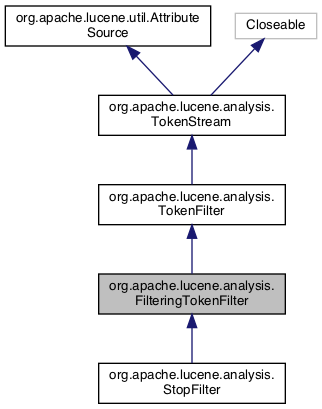 org.apache.lucene.util.Attribute
Source
Closeable
org.apache.lucene.analysis.
TokenStream
org.apache.lucene.analysis.
TokenFilter
org.apache.lucene.analysis.
FilteringTokenFilter
org.apache.lucene.analysis.
StopFilter